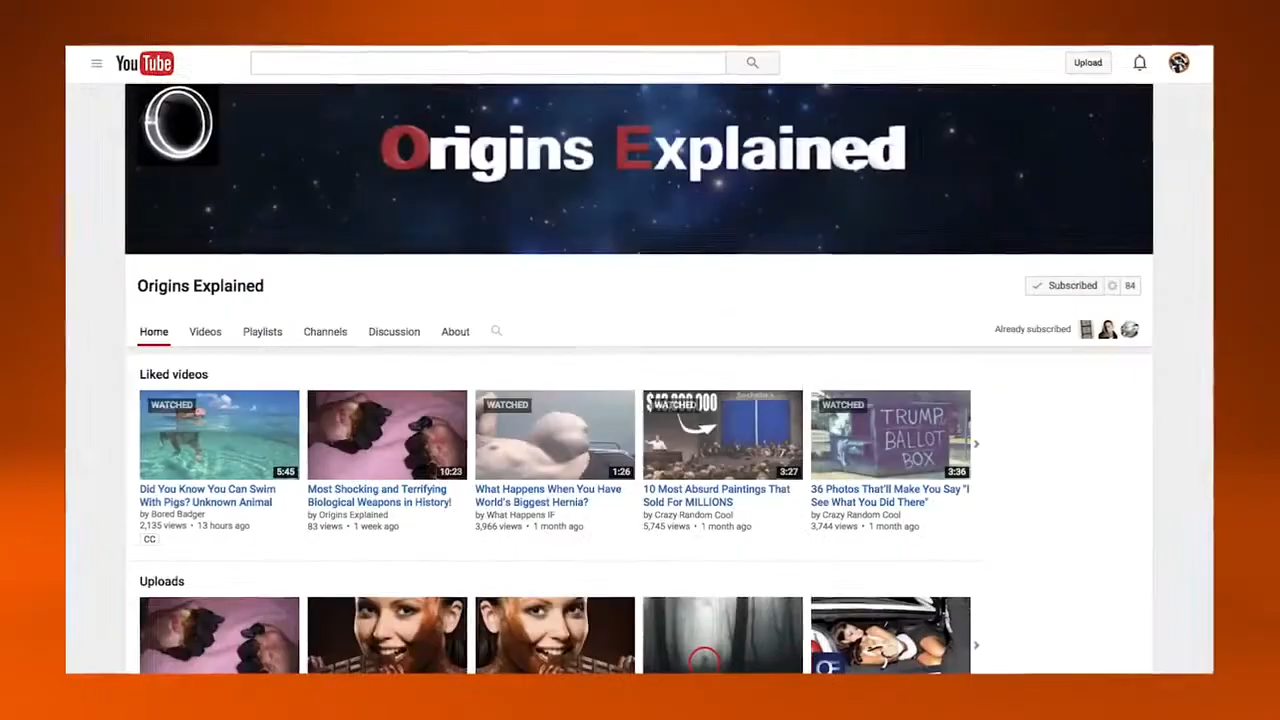 YouTube
Upload
Origins Explained
Origins Explained
Subscribed 84
Home Videos Playlists Channels Discussion About
Already subscribed
Liked videos
WATCHED
5:45
Did You Know You Can Swim
With Pigs? Unknown Animal
by Bored Badger
2,135 views • 13 hours ago
CC
10:23
Most Shocking and Terrifying
Biological Weapons in History!
by Origins Explained
83 views • 1 week ago
WATCHED
1:26
What Happens When You Have
World's Biggest Hernia?
by What Happens IF
3,966 views • 1 month ago
WATCHED
3:27
10 Most Absurd Paintings That
Sold For MILLIONS
by Crazy Random Cool
5,745 views • 1 month ago
WATCHED
TRUMP
BALLOT
BOX
3:36
36 Photos That'll Make You Say "I
See What You Did There"
by Crazy Random Cool
3,744 views • 1 month ago
Uploads
OE